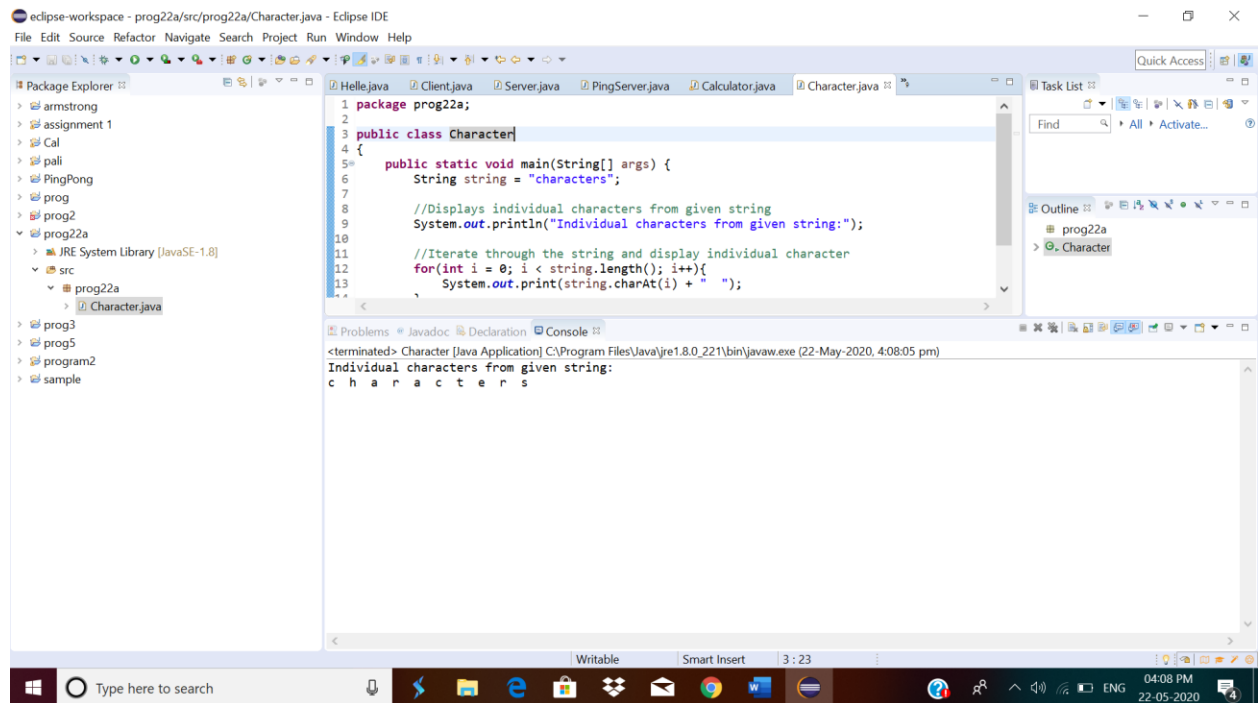 eclipse-workspace - prog22a/src/prog22a/Character.java - Eclipse IDE
File Edit Source Refactor Navigate Search Project Run Window Help
Quick Access
Package Explorer
armstrong
assignment 1
Cal
pali
PingPong
prog
prog2
prog22a
JRE System Library [JavaSE-1.8]
src
prog22a
Character.java
prog3
prog5
program2
sample
Helle.java Client.java Server.java PingServer.java Calculator.java Character.java
1 package prog22a;
2
3 public class Character
4 {
5 public static void main(String[] args) {
6 String string = "characters";
7
8 //Displays individual characters from given string
9 System.out.println("Individual characters from given string:");
10
11 //Iterate through the string and display individual character
12 for(int i = 0; i < string.length(); i++){
13 System.out.print(string.charAt(i) + "  ");
Task List
Find All Activate...
Outline
prog22a
Character
Problems Javadoc Declaration Console
<terminated> Character [Java Application] C:\Program Files\Java\jre1.8.0_221\bin\javaw.exe (22-May-2020, 4:08:05 pm)
Individual characters from given string:
c h a r a c t e r s
Writable Smart Insert 3 : 23
Type here to search
ENG
04:08 PM
22-05-2020
4